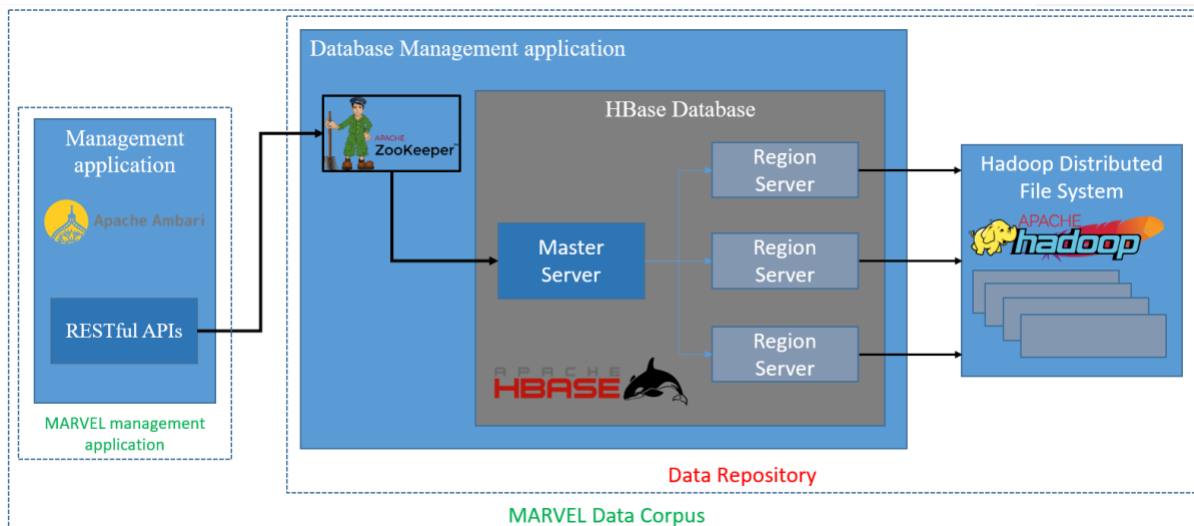 Database Management application
Management
application
Apache Ambari
RESTful APIs
MARVEL management
application
APACHE
ZooKeeper™
HBase Database
Master
Server
Region
Server
Region
Server
Region
Server
APACHE
HBASE
Hadoop Distributed
File System
APACHE
hadoop
Data Repository
MARVEL Data Corpus